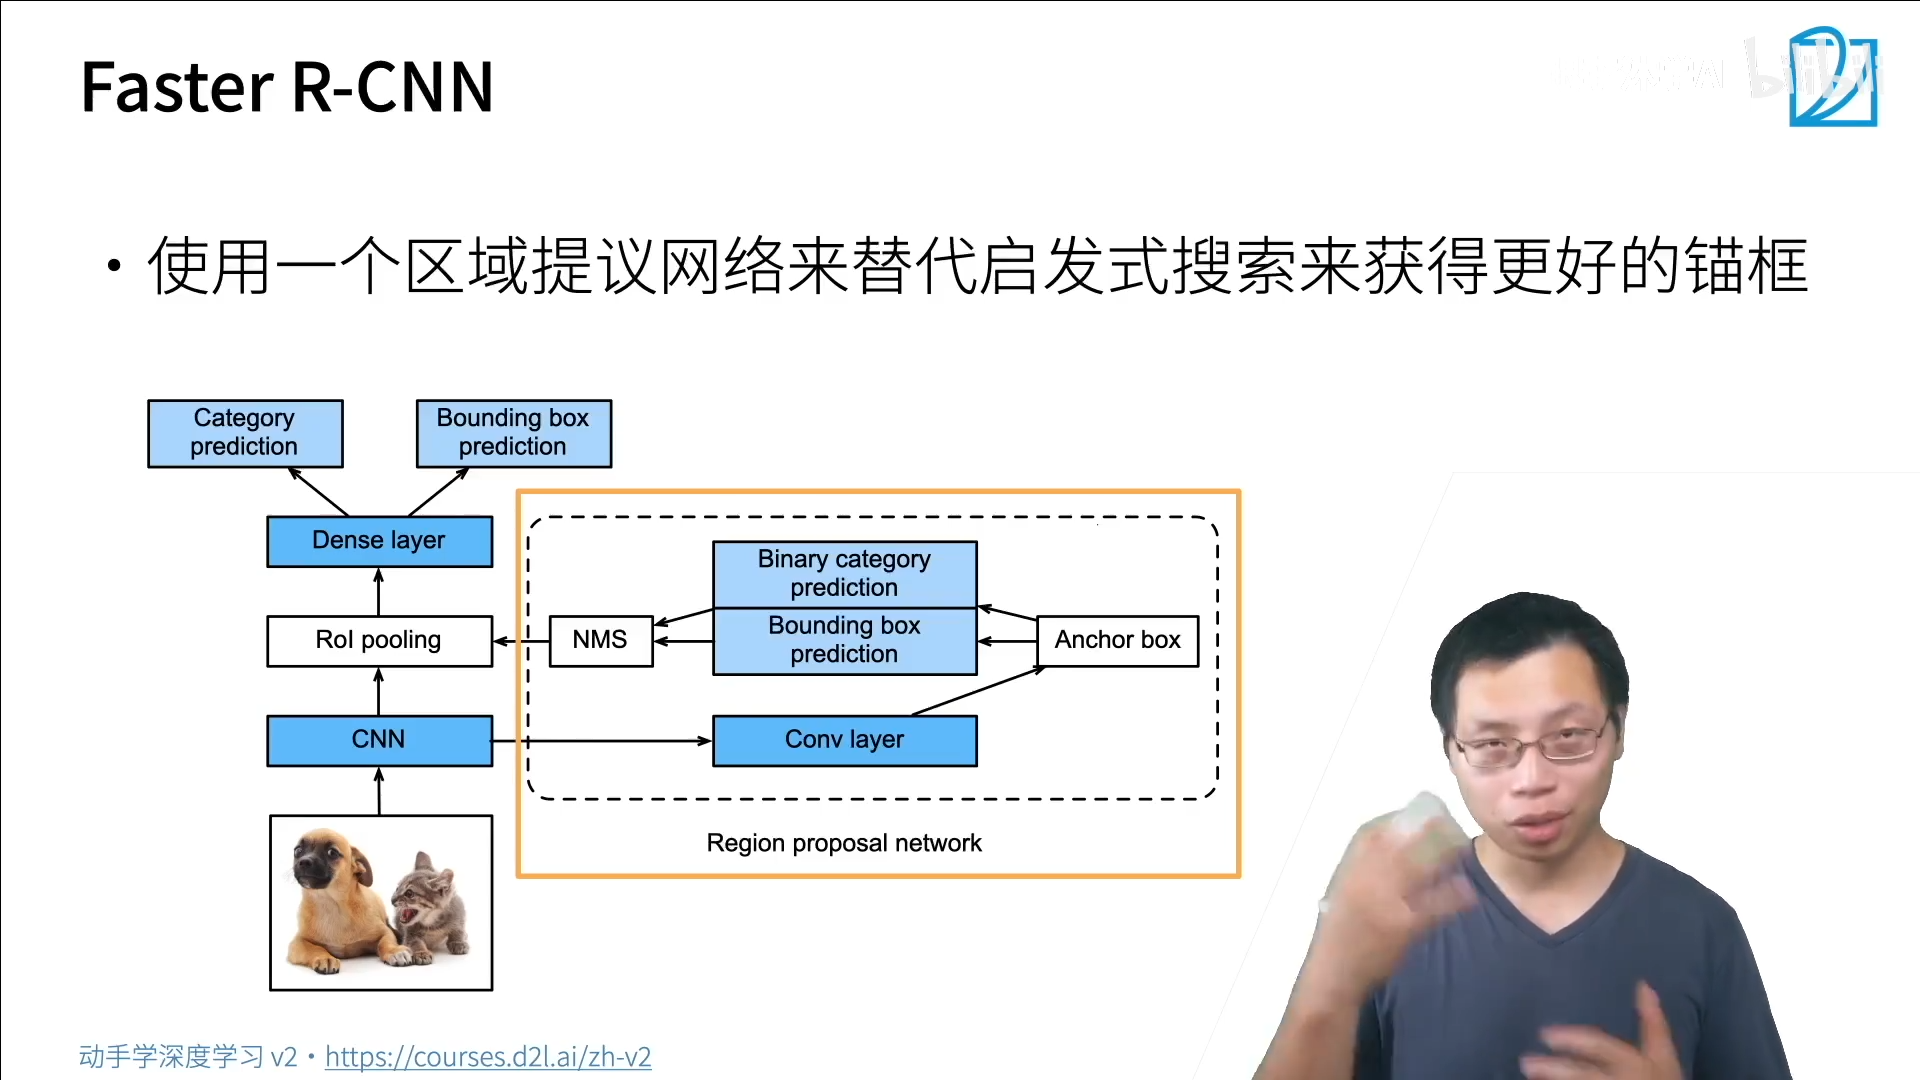 Faster R-CNN
bilibili
• 使用一个区域提议网络来替代启发式搜索来获得更好的锚框
Category
prediction
Bounding box
prediction
Dense layer
Binary category
prediction
RoI pooling
NMS
Bounding box
prediction
Anchor box
CNN
Conv layer
Region proposal network
动手学深度学习 v2 • https://courses.d2l.ai/zh-v2